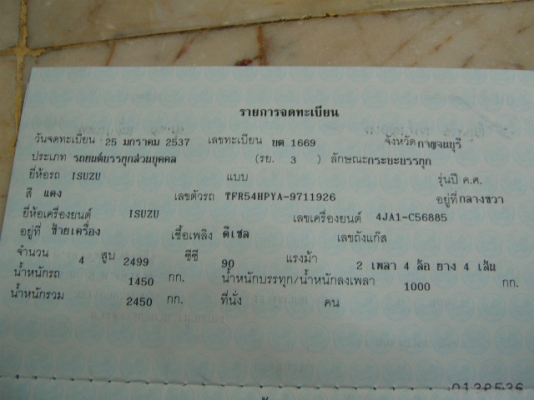 รายการจดทะเบียน
วันจดทะเบียน 25 มกราคม 2537 เลขทะเบียน 1669 จังหวัด กาญจนบุรี
ประเภท รถยนต์บรรทุกส่วนบุคคล (รย. 3 ) ลักษณะ กระบะบรรทุก
ยี่ห้อรถ ISUZU แบบ รุ่นปี ค.ศ.
สี แดง เลขตัวรถ TFR54HPYA-9711926 อยู่ที่ กลางขวา
ยี่ห้อเครื่องยนต์ ISUZU เลขเครื่องยนต์ 4JA1-C56885
อยู่ที่ ซ้ายเครื่อง เชื้อเพลิง ดีเซล เลขถังแก๊ส
จำนวน 4 สูบ 2499 ซีซี 90 แรงม้า 2 เพลา 4 ล้อ ยาง 4 เส้น
น้ำหนักรถ 1450 กก. น้ำหนักบรรทุก/น้ำหนักลงเพลา 1000 กก.
น้ำหนักรวม 2450 กก. ที่นั่ง คน